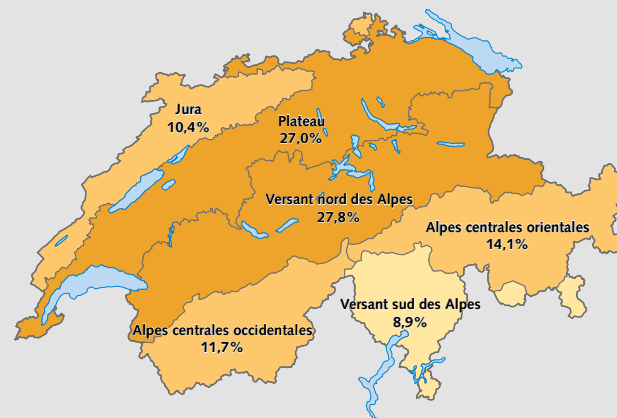 Jura
10,4%
Plateau
27,0%
Versant nord des Alpes
27,8%
Alpes centrales orientales
14,1%
Versant sud des Alpes
8,9%
Alpes centrales occidentales
11,7%